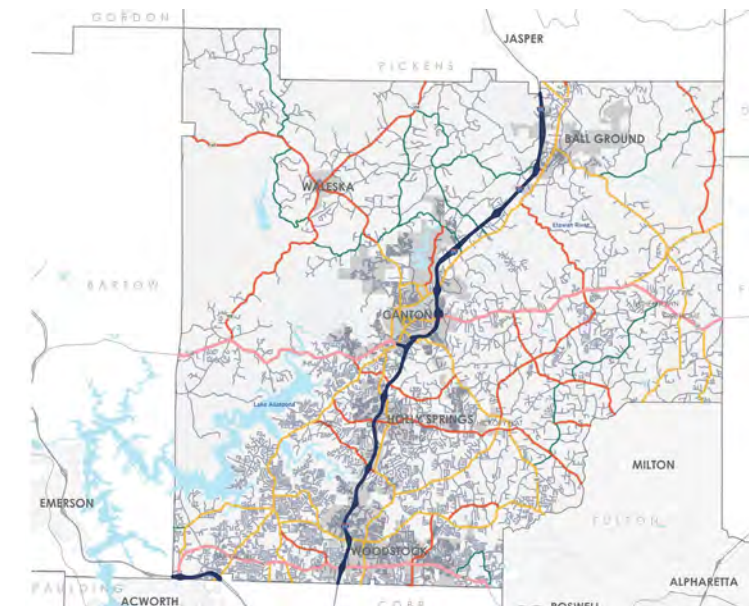 GORDON
JASPER
PICKENS
BALL GROUND
WALESKA
Etowah River
BARTOW
F
CANTON
Lake Allatoona
HOLLY SPRINGS
MILTON
EMERSON
FULTON
WOODSTOCK
PAULDING
ALPHARETTA
ACWORTH
COBB
ROSWELL